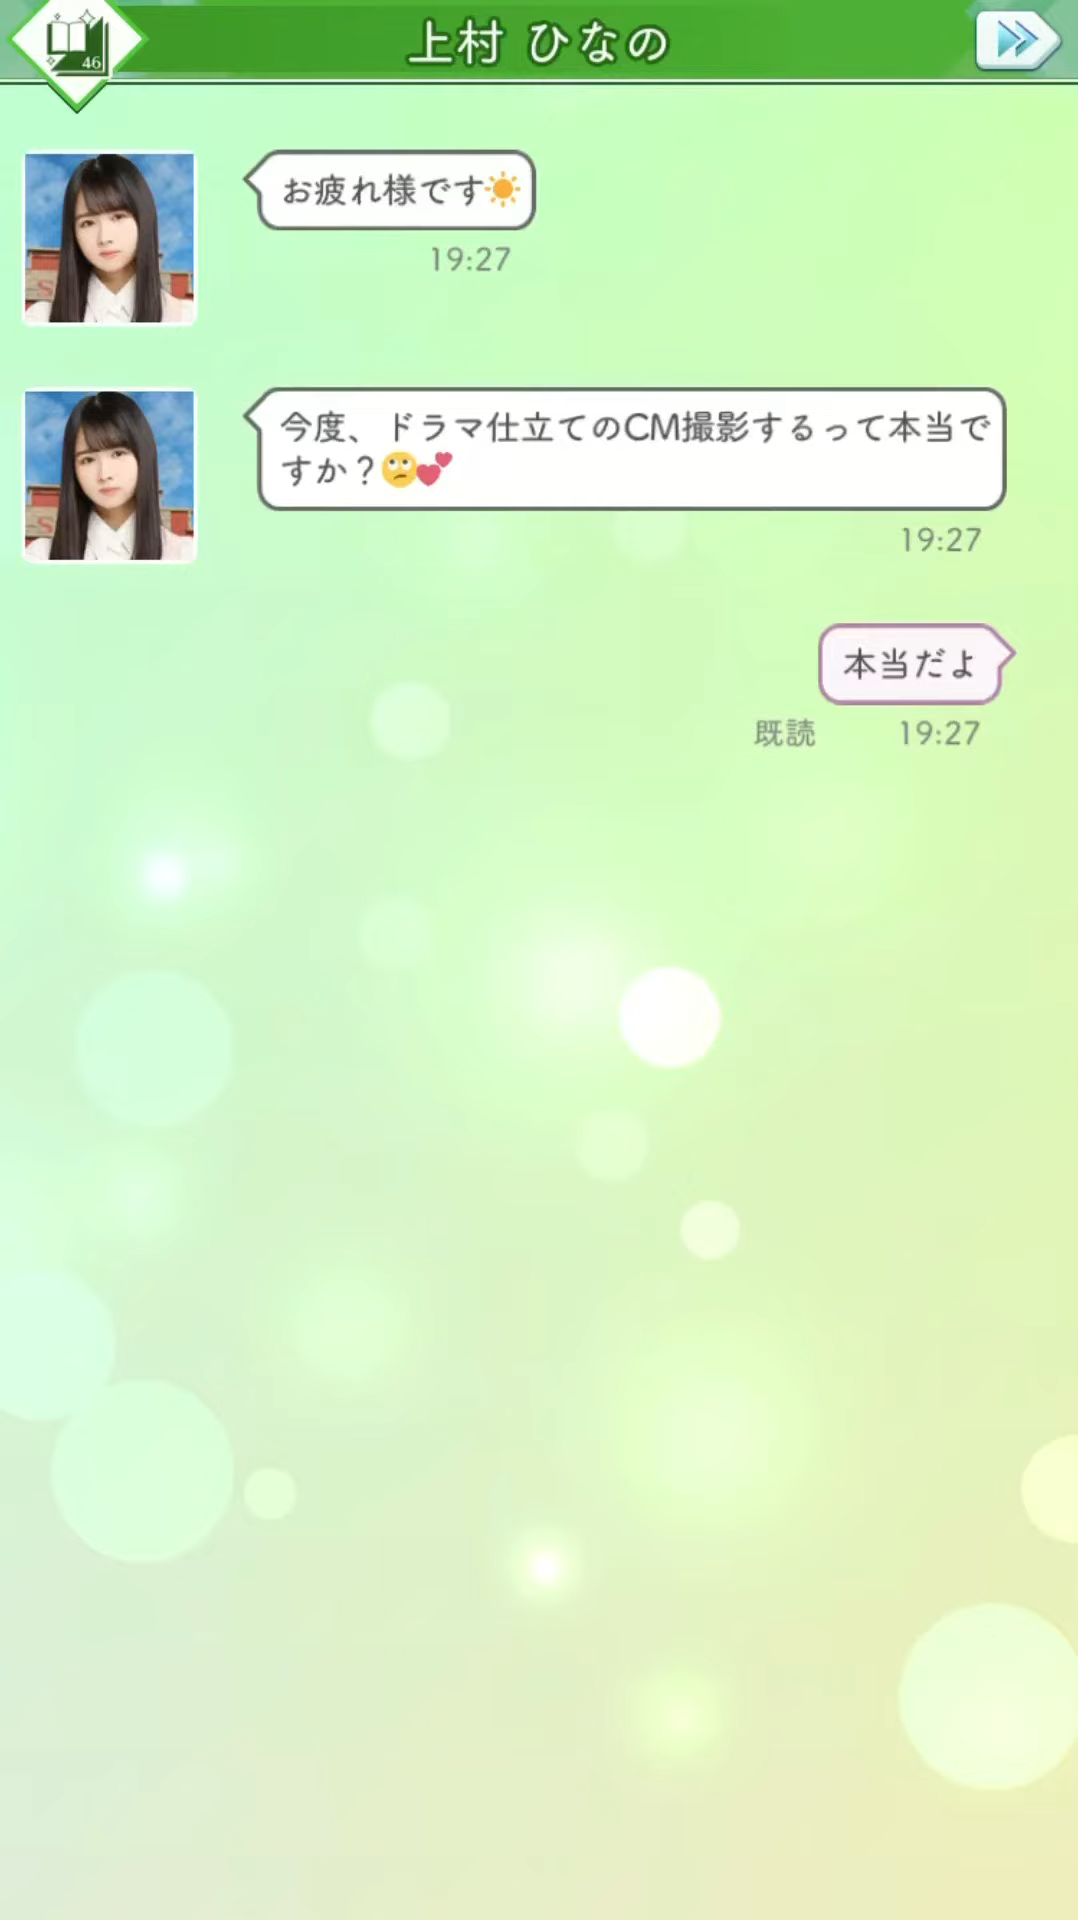 46
上村 ひなの
お疲れ様です☀️
19:27
今度、ドラマ仕立てのCM撮影するって本当で
すか？🙄💕
19:27
本当だよ
既読 19:27